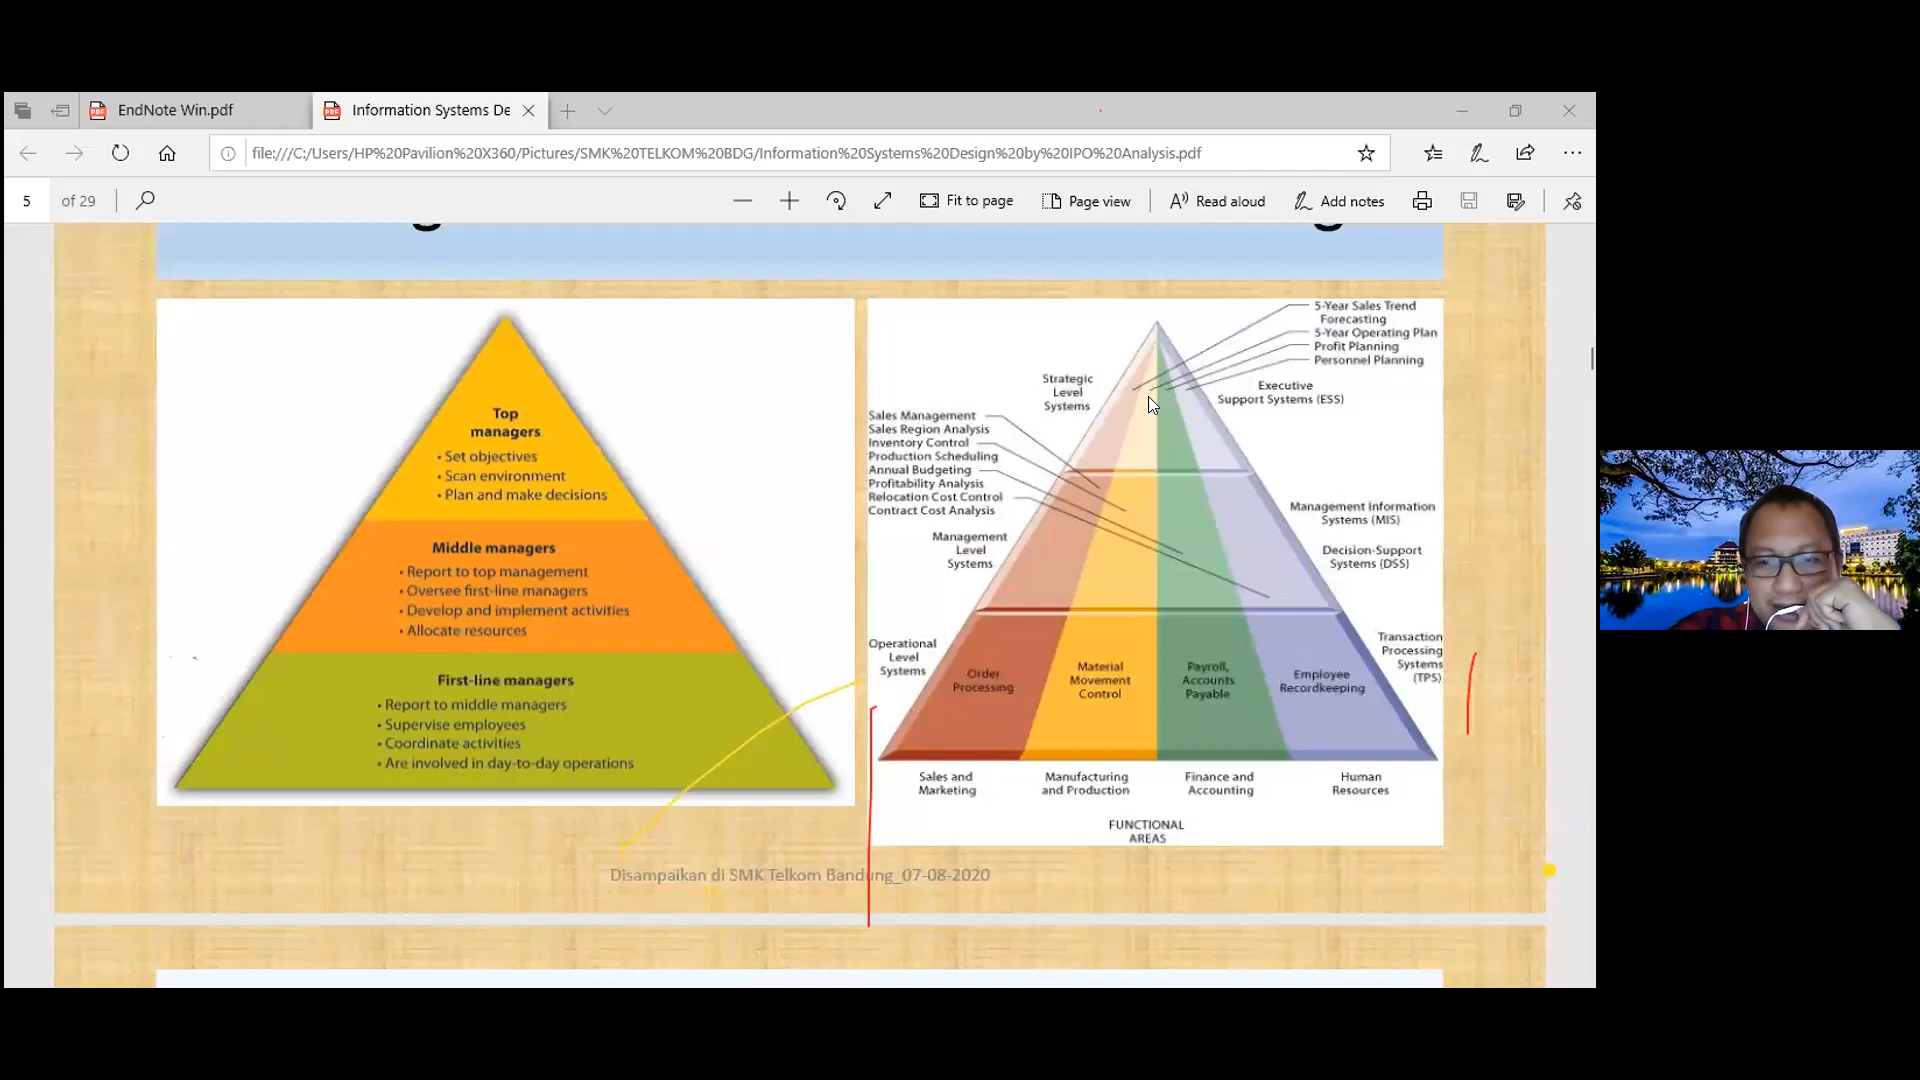 EndNote Win.pdf
Information Systems De
file:///C:/Users/HP%20Pavilion%20X360/Pictures/SMK%20TELKOM%20BDG/Information%20Systems%20Design%20by%20IPO%20Analysis.pdf
5 of 29
Fit to page
Page view
Read aloud
Add notes
Top
managers
• Set objectives
• Scan environment
• Plan and make decisions
Middle managers
• Report to top management
• Oversee first-line managers
• Develop and implement activities
• Allocate resources
First-line managers
• Report to middle managers
• Supervise employees
• Coordinate activities
• Are involved in day-to-day operations
5-Year Sales Trend
Forecasting
5-Year Operating Plan
Profit Planning
Personnel Planning
Strategic
Level
Systems
Executive
Support Systems (ESS)
Sales Management
Sales Region Analysis
Inventory Control
Production Scheduling
Annual Budgeting
Profitability Analysis
Relocation Cost Control
Contract Cost Analysis
Management
Level
Systems
Management Information
Systems (MIS)
Decision-Support
Systems (DSS)
Operational
Level
Systems
Order
Processing
Material
Movement
Control
Payroll,
Accounts
Payable
Employee
Recordkeeping
Transaction
Processing
Systems
(TPS)
Sales and
Marketing
Manufacturing
and Production
Finance and
Accounting
Human
Resources
FUNCTIONAL
AREAS
Disampaikan di SMK Telkom Bandung_07-08-2020